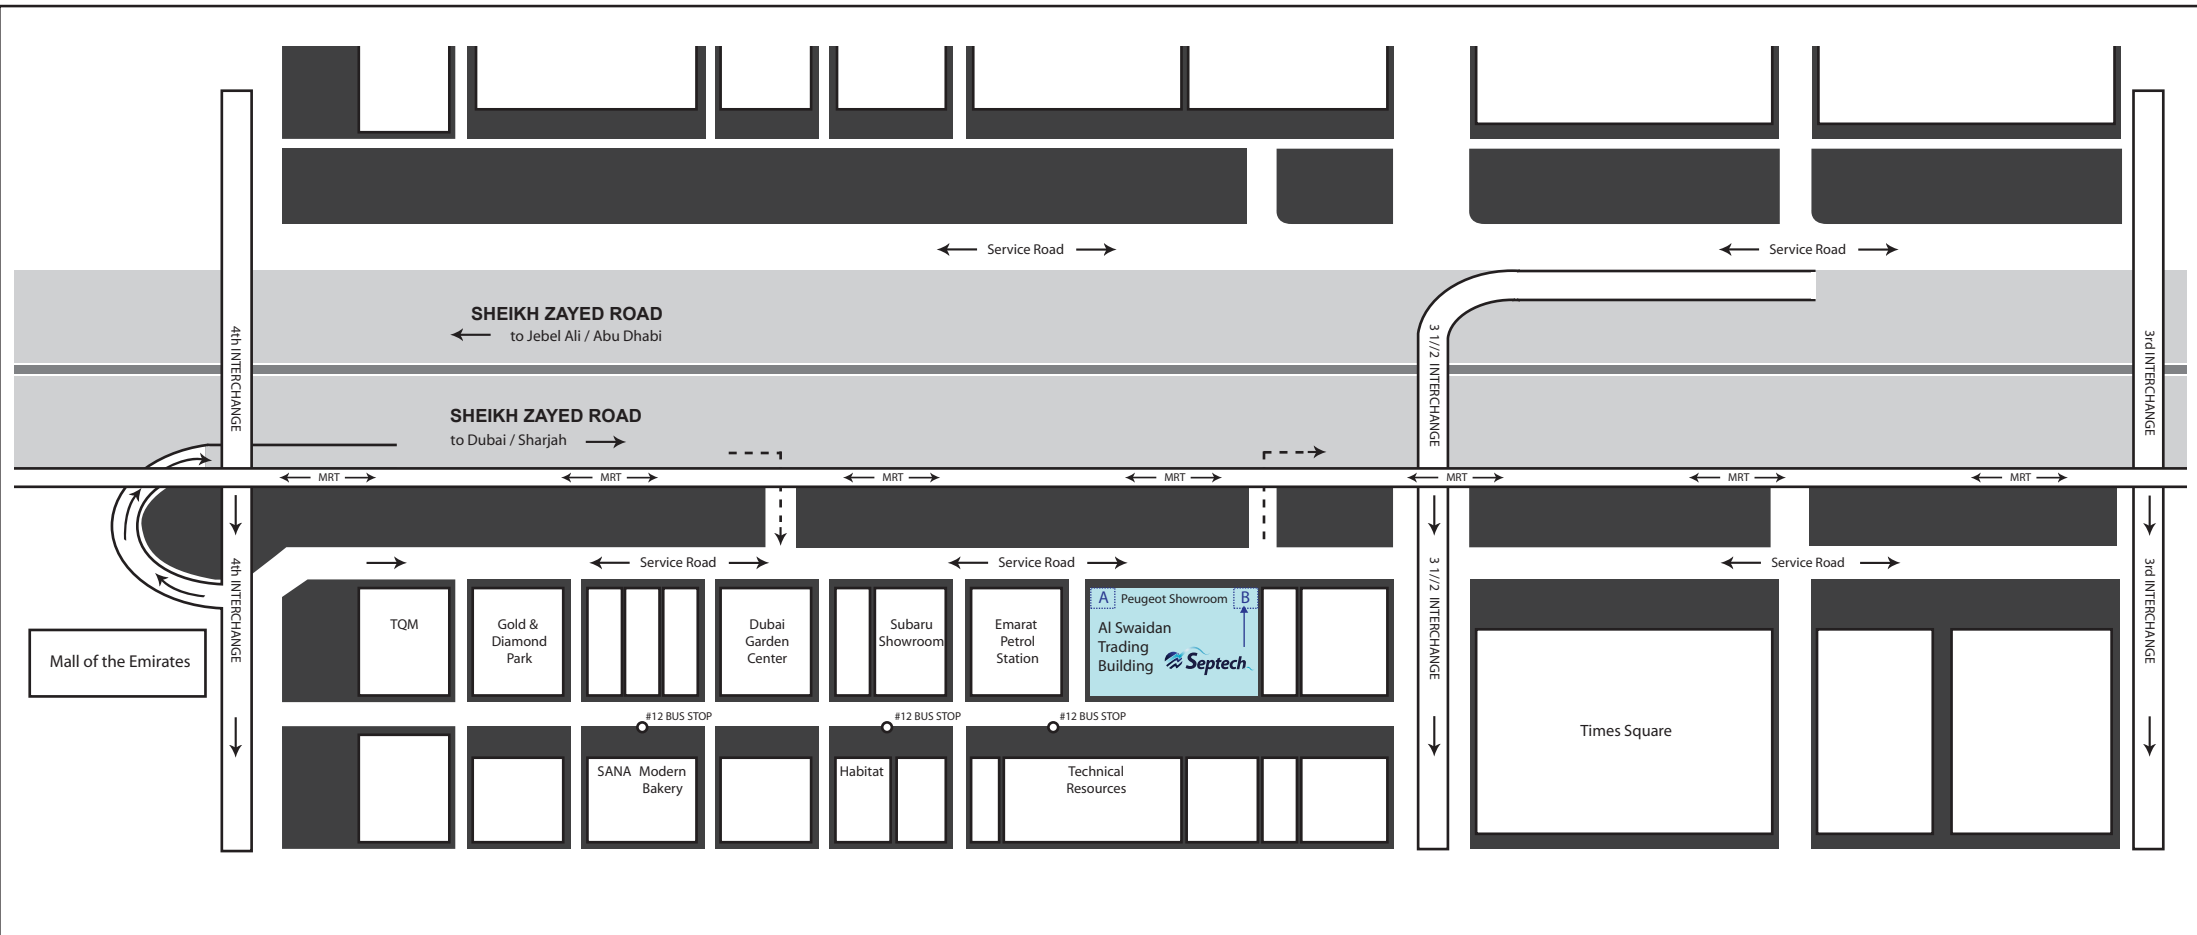 Service Road
Service Road
SHEIKH ZAYED ROAD
to Jebel Ali / Abu Dhabi
4th INTERCHANGE
3 1//2 INTERCHANGE
3rd INTERCHANGE
SHEIKH ZAYED ROAD
to Dubai / Sharjah
MRT
MRT
MRT
MRT
MRT
MRT
MRT
Service Road
Service Road
Service Road
4th INTERCHANGE
3 1//2 INTERCHANGE
3rd INTERCHANGE
Mall of the Emirates
TQM
Gold &
Diamond
Park
Dubai
Garden
Center
Subaru
Showroom
Emarat
Petrol
Station
A
Peugeot Showroom
B
Al Swaidan
Trading
Building
Septech
#12 BUS STOP
#12 BUS STOP
#12 BUS STOP
SANA Modern
Bakery
Habitat
Technical
Resources
Times Square